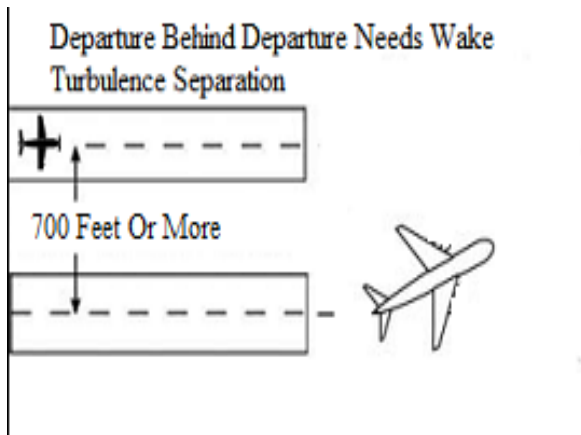 Departure Behind Departure Needs Wake
Turbulence Separation
700 Feet Or More